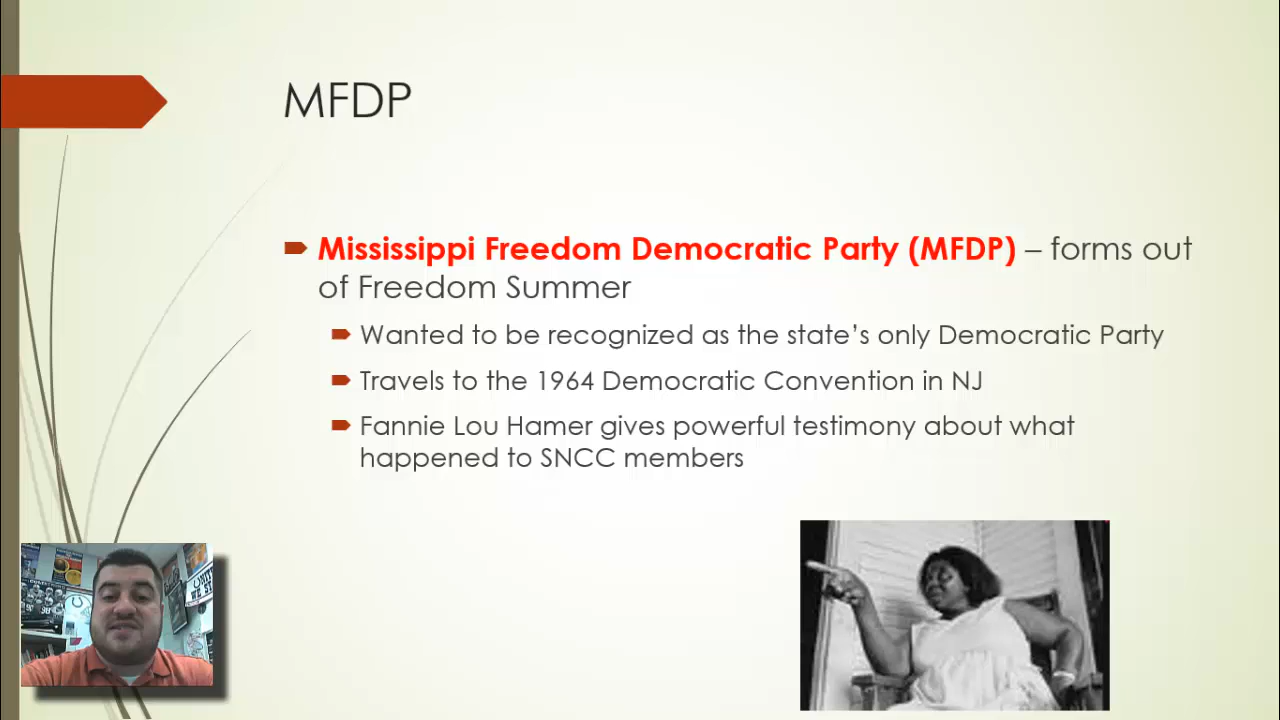 MFDP
Mississippi Freedom Democratic Party (MFDP) – forms out
of Freedom Summer
Wanted to be recognized as the state’s only Democratic Party
Travels to the 1964 Democratic Convention in NJ
Fannie Lou Hamer gives powerful testimony about what
happened to SNCC members